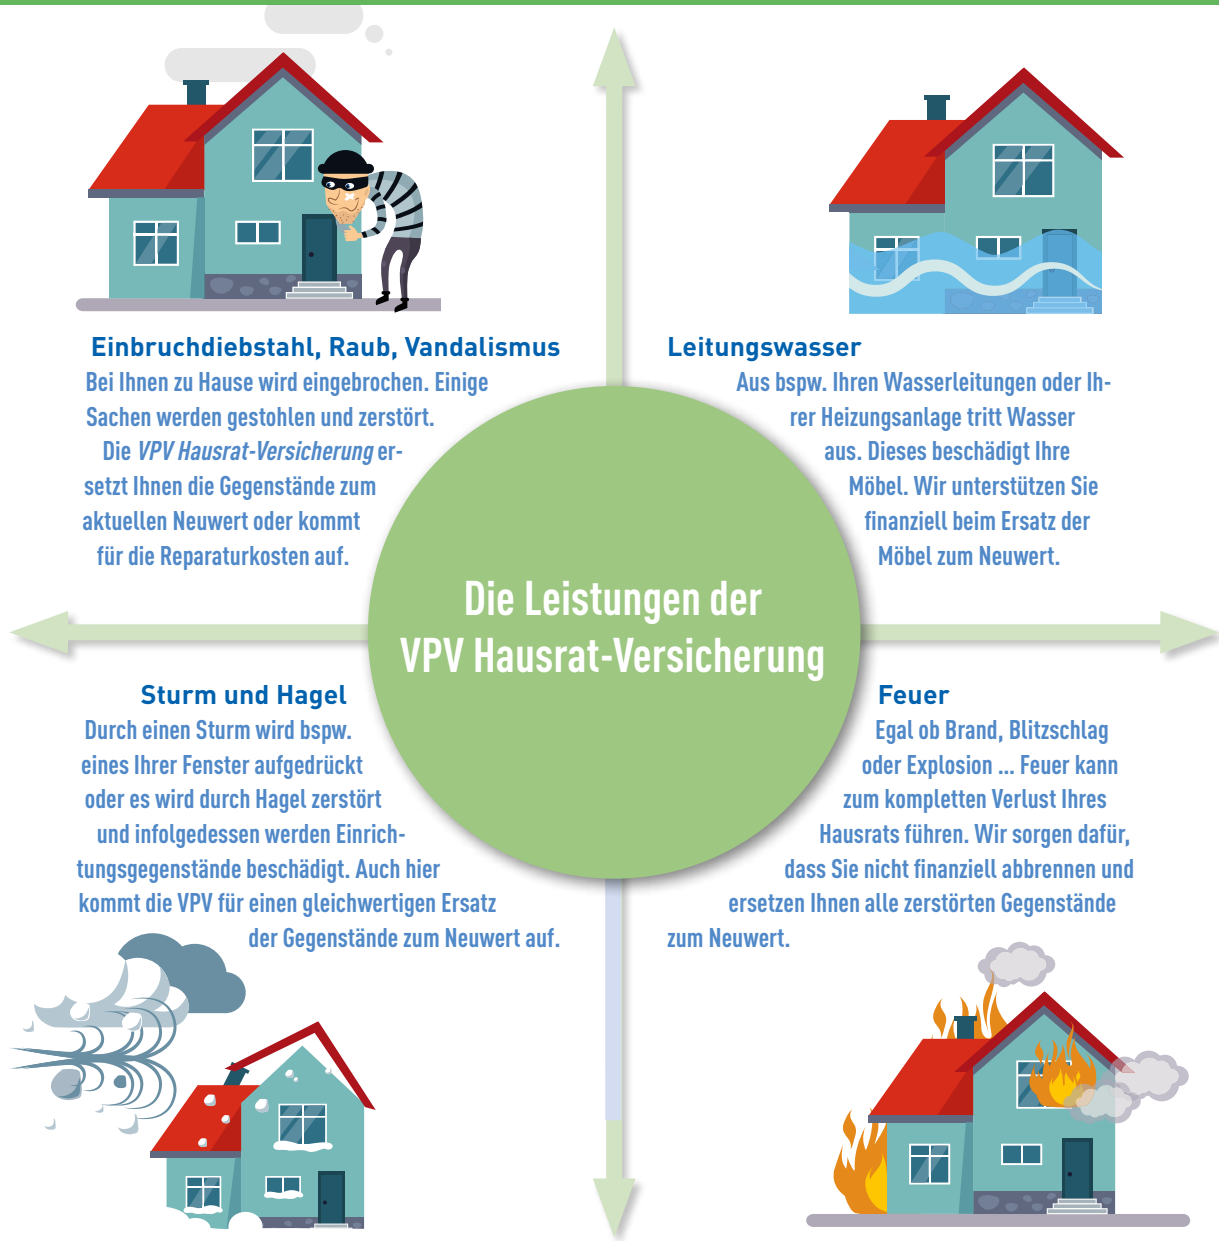 Einbruchdiebstahl, Raub, Vandalismus
Bei Ihnen zu Hause wird eingebrochen. Einige
Sachen werden gestohlen und zerstört.
Die VPV Hausrat-Versicherung er-
setzt Ihnen die Gegenstände zum
aktuellen Neuwert oder kommt
für die Reparaturkosten auf.
Leitungswasser
Aus bspw. Ihren Wasserleitungen oder Ih-
rer Heizungsanlage tritt Wasser
aus. Dieses beschädigt Ihre
Möbel. Wir unterstützen Sie
finanziell beim Ersatz der
Möbel zum Neuwert.
Die Leistungen der
VPV Hausrat-Versicherung
Sturm und Hagel
Durch einen Sturm wird bspw.
eines Ihrer Fenster aufgedrückt
oder es wird durch Hagel zerstört
und infolgedessen werden Einrich-
tungsgegenstände beschädigt. Auch hier
kommt die VPV für einen gleichwertigen Ersatz
der Gegenstände zum Neuwert auf.
Feuer
Egal ob Brand, Blitzschlag
oder Explosion ... Feuer kann
zum kompletten Verlust Ihres
Hausrats führen. Wir sorgen dafür,
dass Sie nicht finanziell abbrennen und
ersetzen Ihnen alle zerstörten Gegenstände
zum Neuwert.